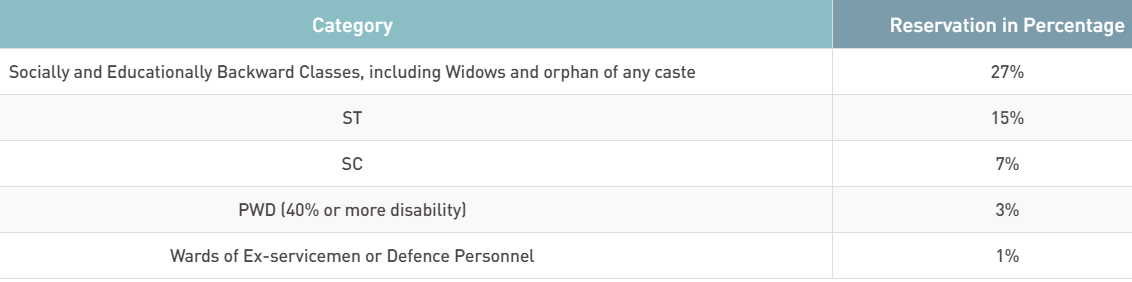 Category Reservation in Percentage
Socially and Educationally Backward Classes, including Widows and orphan of any caste 27%
ST 15%
SC 7%
PWD (40% or more disability) 3%
Wards of Ex-servicemen or Defence Personnel 1%